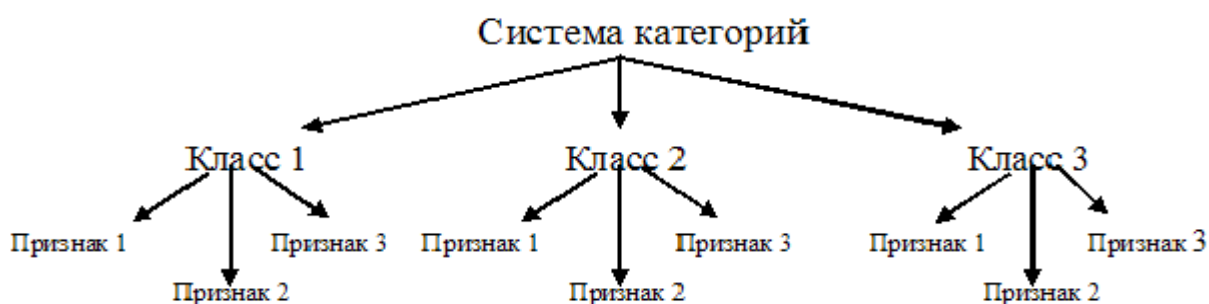 Система категорий
Класс 1 Класс 2 Класс 3
Признак 1 Признак 3 Признак 1 Признак 3 Признак 1 Признак 3
Признак 2 Признак 2 Признак 2